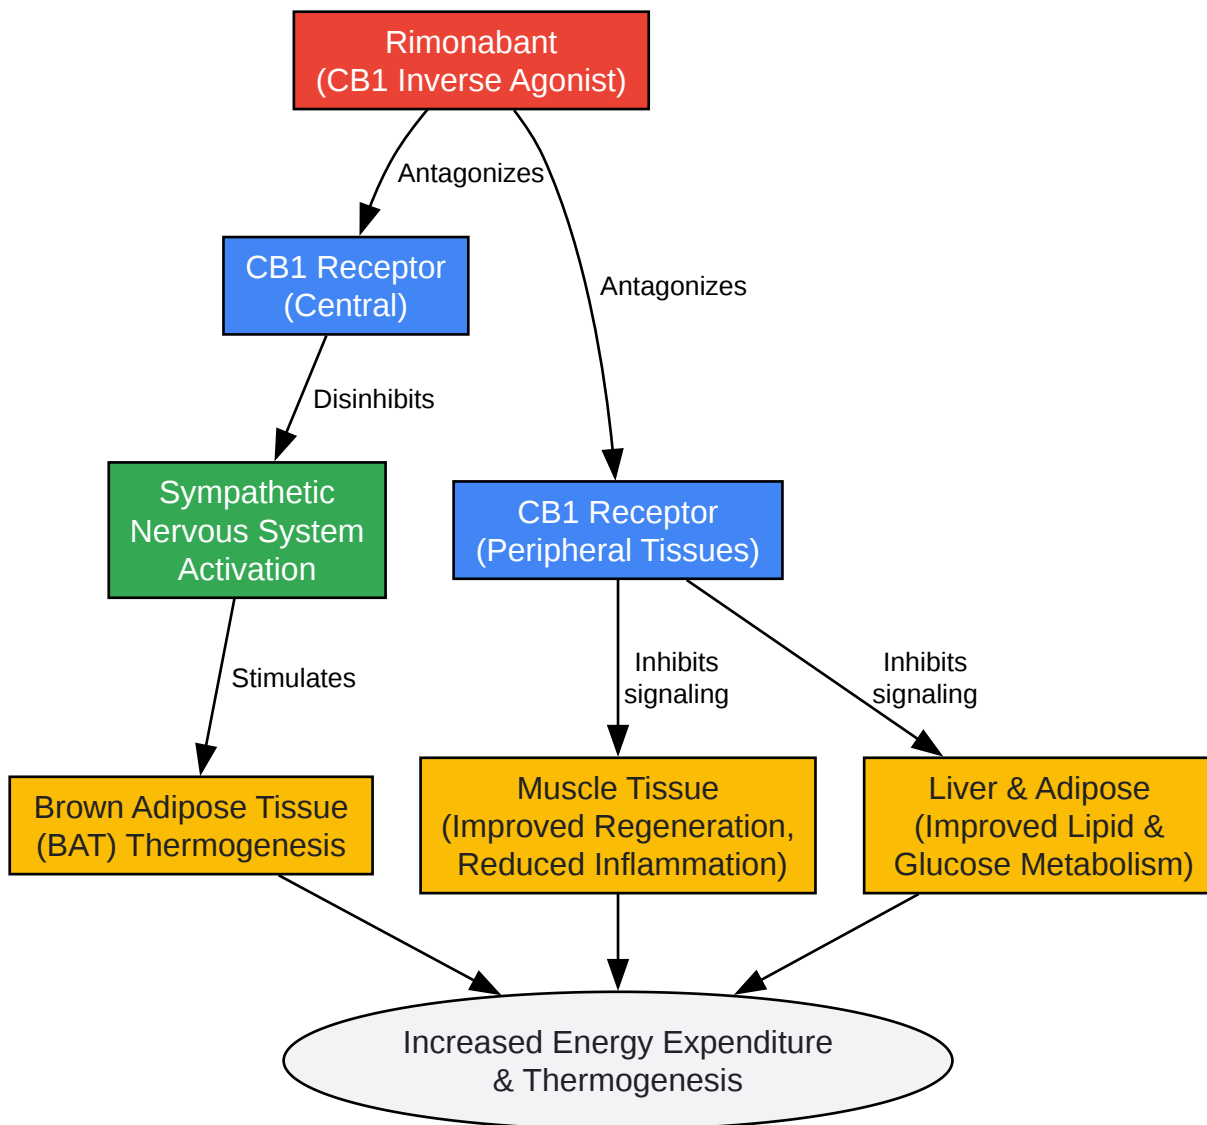 Rimonabant
(CB1 Inverse Agonist)
Antagonizes
CB1 Receptor
(Central)
Antagonizes
Disinhibits
Sympathetic
Nervous System
Activation
CB1 Receptor
(Peripheral Tissues)
Stimulates
Inhibits
signaling
Inhibits
signaling
Brown Adipose Tissue
(BAT) Thermogenesis
Muscle Tissue
(Improved Regeneration,
Reduced Inflammation)
Liver & Adipose
(Improved Lipid &
Glucose Metabolism)
Increased Energy Expenditure
& Thermogenesis